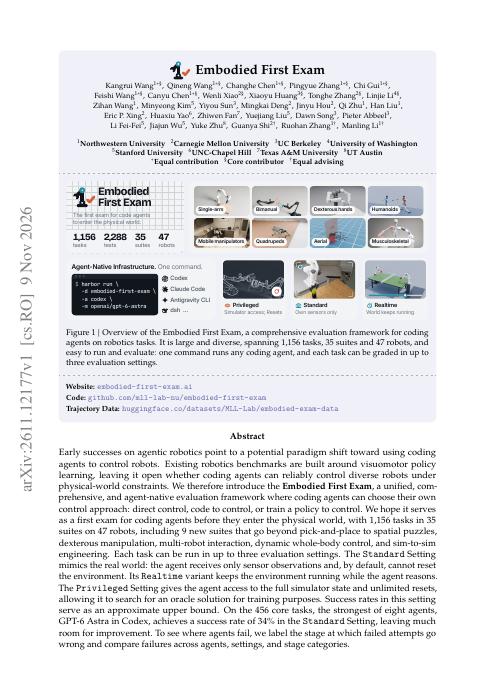 arXiv:2611.12177v1 [cs.RO] 9 Nov 2026
Embodied First Exam
Kangrui Wang1*§, Qineng Wang1*§, Changhe Chen1*§, Pingyue Zhang1*§, Chi Gui1*§,
Feishi Wang1*§, Canyu Chen1*§, Wenli Xiao2§, Xiaoyu Huang3§, Tonghe Zhang2§, Linjie Li4§,
Zihan Wang1, Minyeong Kim5, Yiyou Sun3, Mingkai Deng2, Jinyu Hou2, Qi Zhu1, Han Liu1,
Eric P. Xing2, Huaxiu Yao6, Zhiwen Fan7, Yuejiang Liu5, Dawn Song3, Pieter Abbeel3,
Li Fei-Fei5, Jiajun Wu5, Yuke Zhu8, Guanya Shi2†, Ruohan Zhang1†, Manling Li1†
1Northwestern University 2Carnegie Mellon University 3UC Berkeley 4University of Washington
5Stanford University 6UNC-Chapel Hill 7Texas A&M University 8UT Austin
*Equal contribution §Core contributor †Equal advising
Embodied
First Exam
The first exam for code agents
to enter the physical world.
1,156 2,288 35 47
tasks tests suites robots
Single-arm Bimanual Dexterous hands Humanoids
Mobile manipulators Quadrupeds Aerial Musculoskeletal
Agent-Native Infrastructure. One command.
$ harbor run \
-d embodied-first-exam \
-a codex \
-m openai/gpt-6-astra
Codex
Claude Code
Antigravity CLI
dsh ...
Privileged
Simulator access; Resets
Standard
Own sensors only
Realtime
World keeps running
Figure 1 | Overview of the Embodied First Exam, a comprehensive evaluation framework for coding
agents on robotics tasks. It is large and diverse, spanning 1,156 tasks, 35 suites and 47 robots, and
easy to run and evaluate: one command runs any coding agent, and each task can be graded in up to
three evaluation settings.
Website: embodied-first-exam.ai
Code: github.com/mll-lab-nu/embodied-first-exam
Trajectory Data: huggingface.co/datasets/MLL-Lab/embodied-exam-data
Abstract
Early successes on agentic robotics point to a potential paradigm shift toward using coding
agents to control robots. Existing robotics benchmarks are built around visuomotor policy
learning, leaving it open whether coding agents can reliably control diverse robots under
physical-world constraints. We therefore introduce the Embodied First Exam, a unified, com-
prehensive, and agent-native evaluation framework where coding agents can choose their own
control approach: direct control, code to control, or train a policy to control. We hope it serves
as a first exam for coding agents before they enter the physical world, with 1,156 tasks in 35
suites on 47 robots, including 9 new suites that go beyond pick-and-place to spatial puzzles,
dexterous manipulation, multi-robot interaction, dynamic whole-body control, and sim-to-sim
engineering. Each task can be run in up to three evaluation settings. The Standard Setting
mimics the real world: the agent receives only sensor observations and, by default, cannot reset
the environment. Its Realtime variant keeps the environment running while the agent reasons.
The Privileged Setting gives the agent access to the full simulator state and unlimited resets,
allowing it to search for an oracle solution for training purposes. Success rates in this setting
serve as an approximate upper bound. On the 456 core tasks, the strongest of eight agents,
GPT-6 Astra in Codex, achieves a success rate of 34% in the Standard Setting, leaving much
room for improvement. To see where agents fail, we label the stage at which failed attempts go
wrong and compare failures across agents, settings, and stage categories.